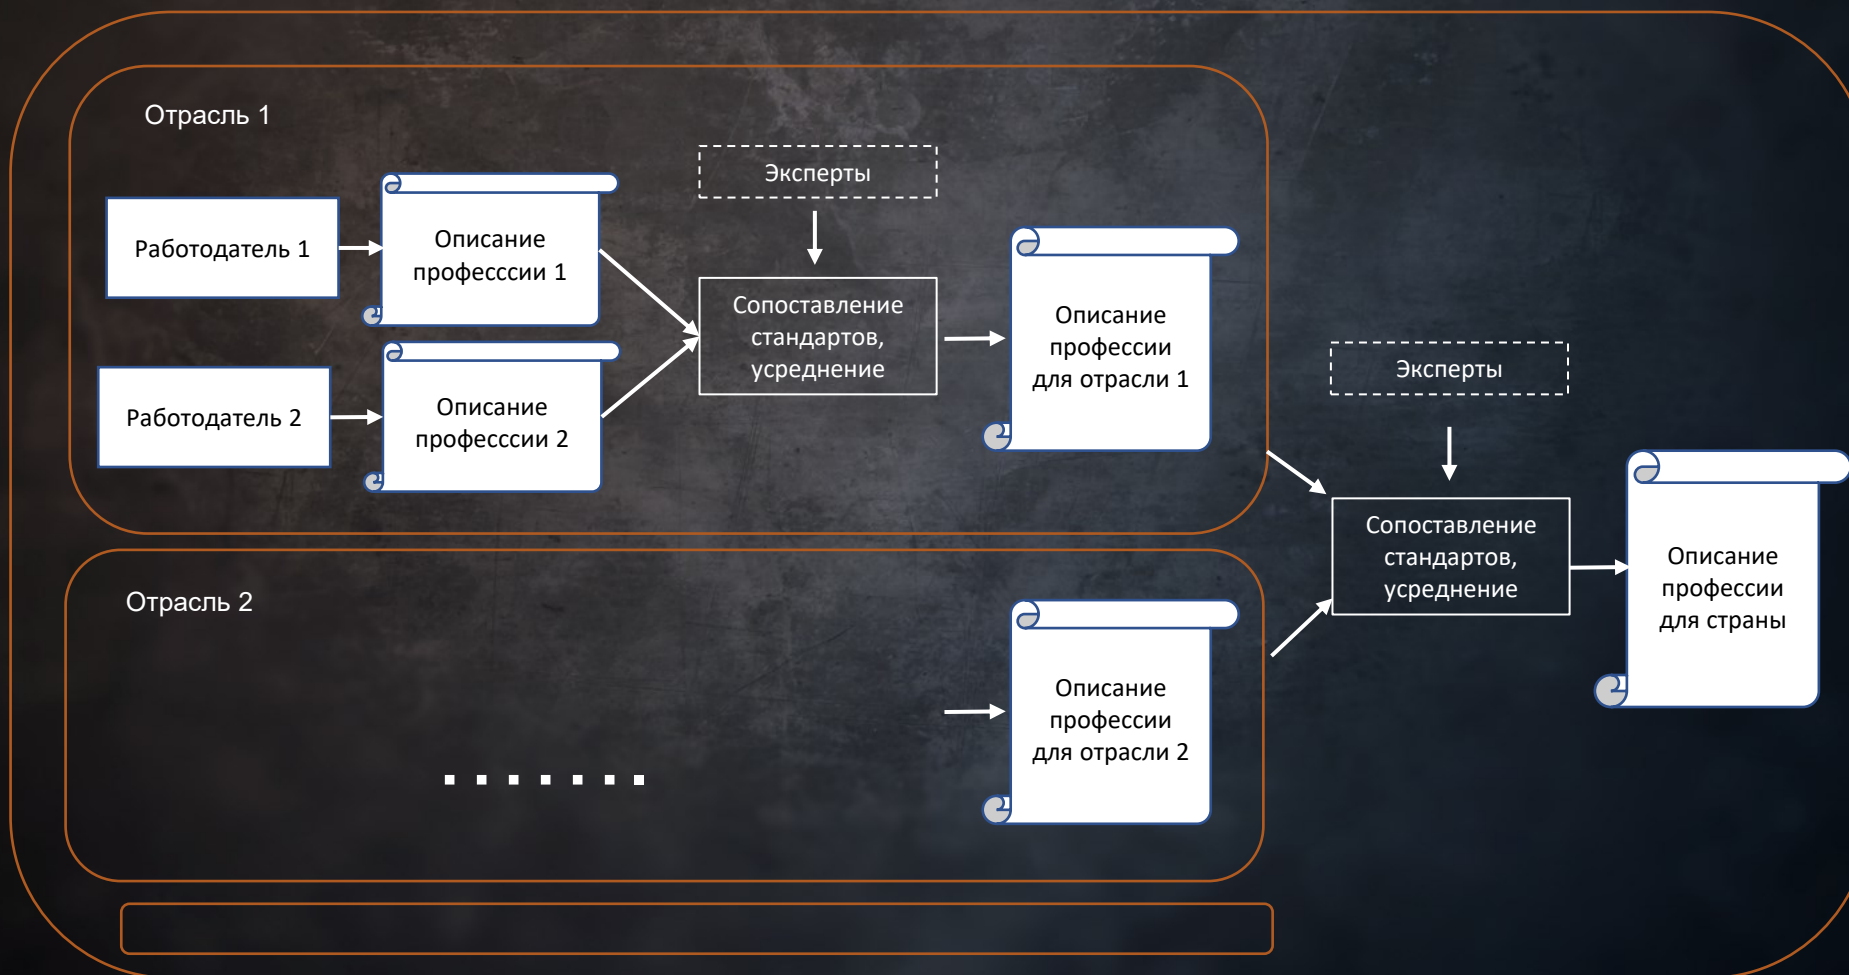 Отрасль 1
Эксперты
Работодатель 1
Описание
професссии 1
Сопоставление
стандартов,
усреднение
Описание
профессии
для отрасли 1
Работодатель 2
Описание
професссии 2
Эксперты
Сопоставление
стандартов,
усреднение
Описание
профессии
для страны
Отрасль 2
.......
Описание
профессии
для отрасли 2